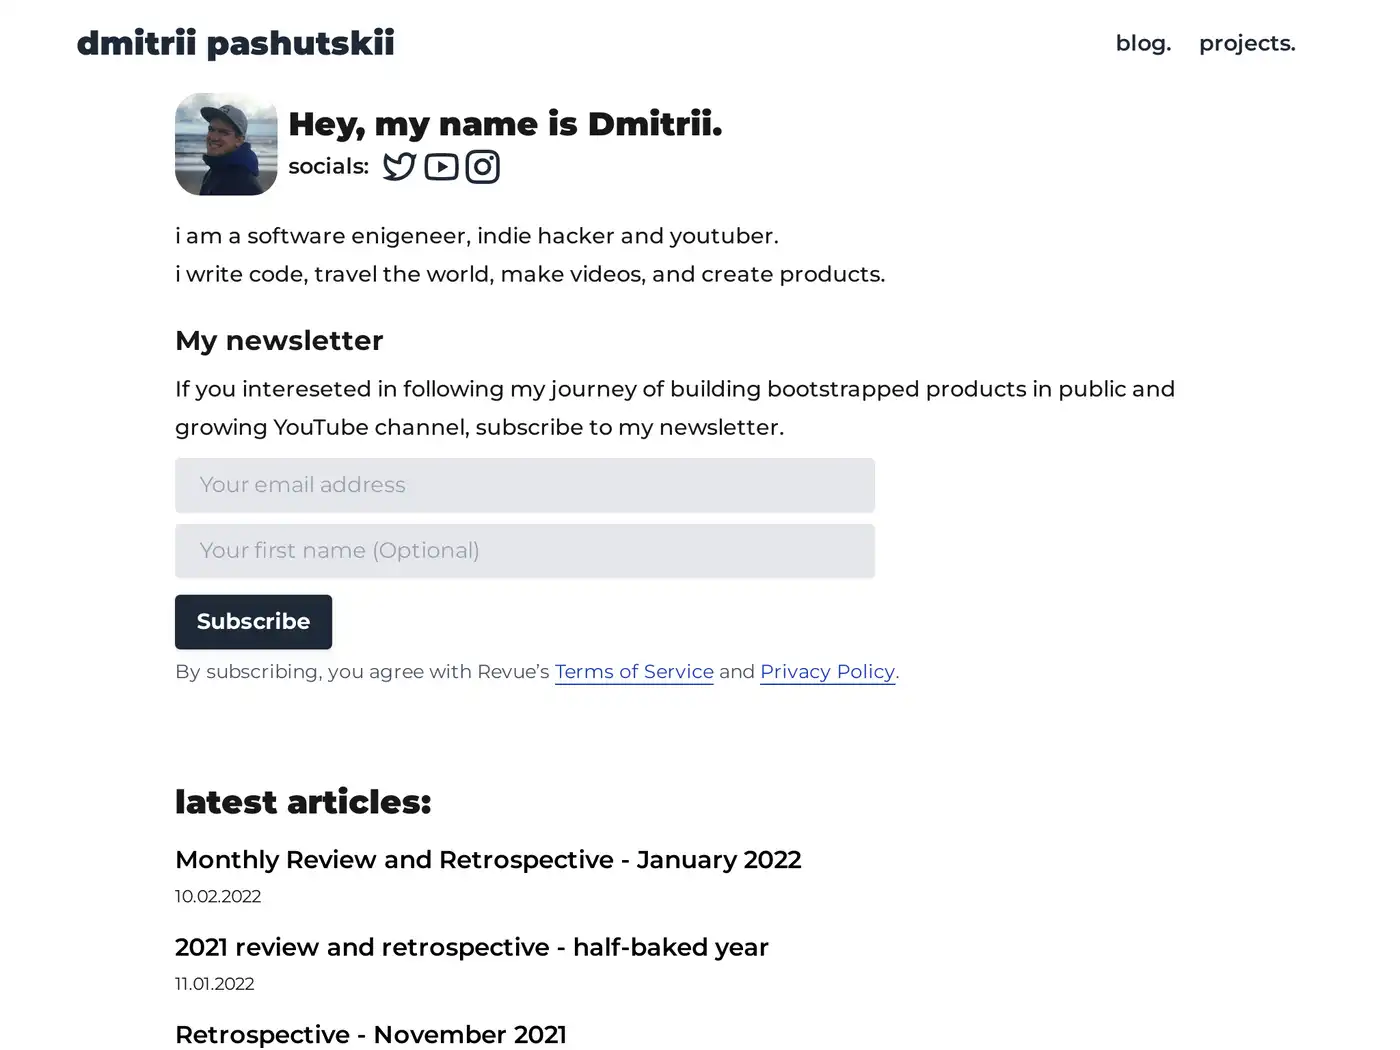 dmitrii pashutskii
blog. projects.
Hey, my name is Dmitrii.
socials:
i am a software enigeneer, indie hacker and youtuber.
i write code, travel the world, make videos, and create products.
My newsletter
If you intereseted in following my journey of building bootstrapped products in public and
growing YouTube channel, subscribe to my newsletter.
Your email address
Your first name (Optional)
Subscribe
By subscribing, you agree with Revue’s Terms of Service and Privacy Policy.
latest articles:
Monthly Review and Retrospective - January 2022
10.02.2022
2021 review and retrospective - half-baked year
11.01.2022
Retrospective - November 2021